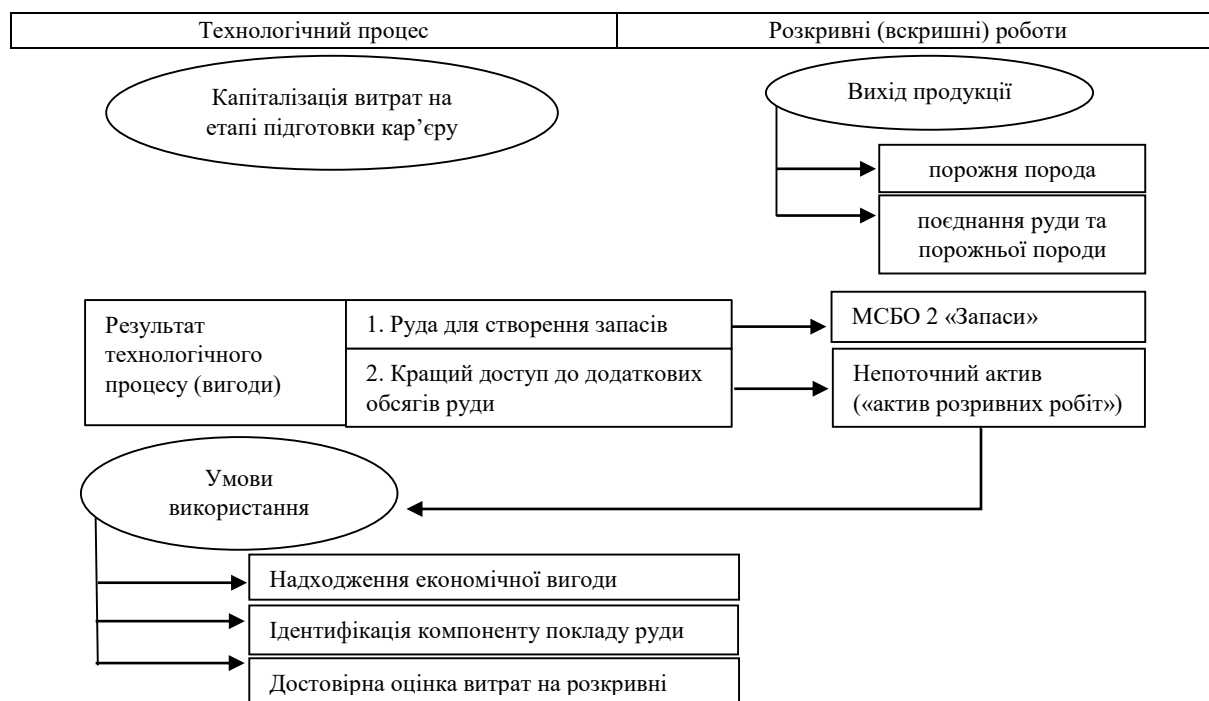 Технологічний процес
Розкривні (вскришні) роботи
Капіталізація витрат на
етапі підготовки кар’єру
Вихід продукції
порожня порода
поєднання руди та
порожньої породи
Результат
технологічного
процесу (вигоди)
1. Руда для створення запасів
2. Кращий доступ до додаткових
обсягів руди
МСБО 2 «Запаси»
Непоточний актив
(«актив розривних робіт»)
Умови
використання
Надходження економічної вигоди
Ідентифікація компоненту покладу руди
Достовірна оцінка витрат на розкривні